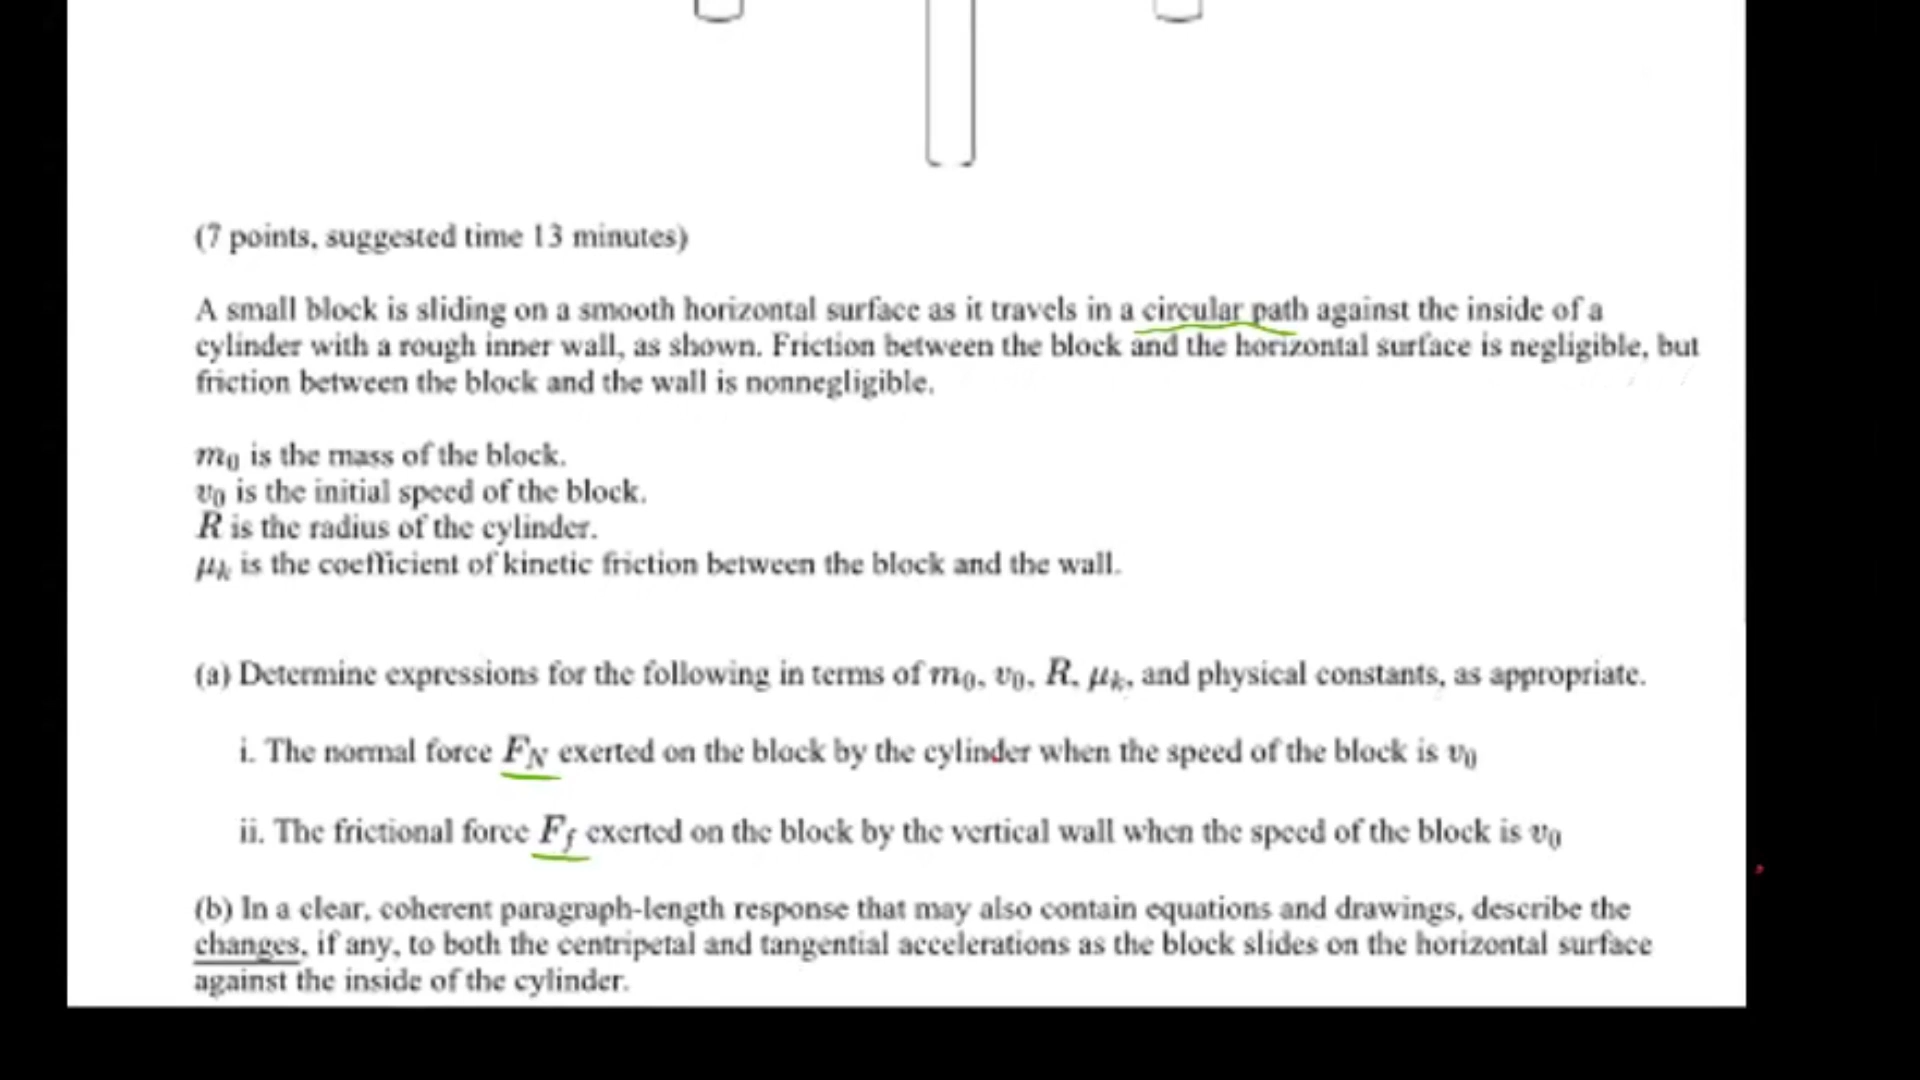 (7 points, suggested time 13 minutes)
A small block is sliding on a smooth horizontal surface as it travels in a circular path against the inside of a
cylinder with a rough inner wall, as shown. Friction between the block and the horizontal surface is negligible, but
friction between the block and the wall is nonnegligible.
m₀ is the mass of the block.
v₀ is the initial speed of the block.
R is the radius of the cylinder.
μₖ is the coefficient of kinetic friction between the block and the wall.
(a) Determine expressions for the following in terms of m₀, v₀, R, μₖ, and physical constants, as appropriate.
i. The normal force F_N exerted on the block by the cylinder when the speed of the block is v₀
ii. The frictional force F_f exerted on the block by the vertical wall when the speed of the block is v₀
(b) In a clear, coherent paragraph-length response that may also contain equations and drawings, describe the
changes, if any, to both the centripetal and tangential accelerations as the block slides on the horizontal surface
against the inside of the cylinder.